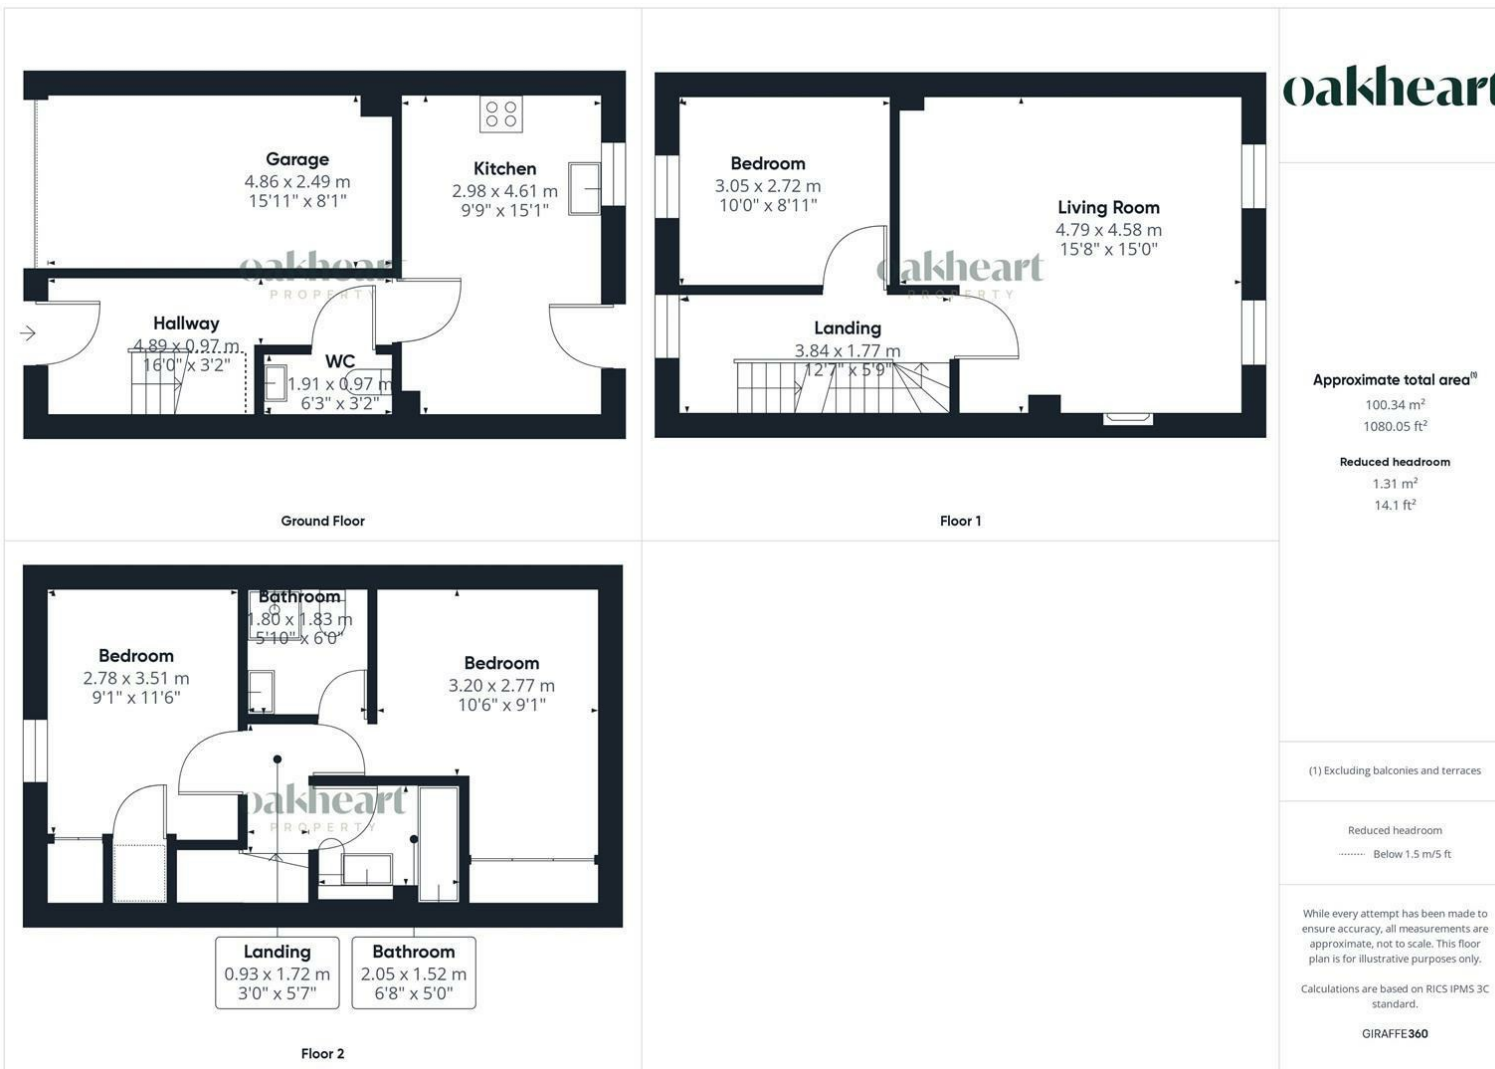 Garage
4.86 x 2.49 m
15'11" x 8'1"
Kitchen
2.98 x 4.61 m
9'9" x 15'1"
oakheart
PROPERTY
Hallway
4.89 x 0.97 m
16'0" x 3'2"
WC
1.91 x 0.97 m
6'3" x 3'2"
Ground Floor
Bedroom
3.05 x 2.72 m
10'0" x 8'11"
Living Room
4.79 x 4.58 m
15'8" x 15'0"
oakheart
PROPERTY
Landing
3.84 x 1.77 m
12'7" x 5'9"
Floor 1
Bathroom
1.80 x 1.83 m
5'10" x 6'0"
Bedroom
2.78 x 3.51 m
9'1" x 11'6"
Bedroom
3.20 x 2.77 m
10'6" x 9'1"
oakheart
PROPERTY
Landing
0.93 x 1.72 m
3'0" x 5'7"
Bathroom
2.05 x 1.52 m
6'8" x 5'0"
Floor 2
oakheart
Approximate total area(1)
100.34 m²
1080.05 ft²
Reduced headroom
1.31 m²
14.1 ft²
(1) Excluding balconies and terraces
Reduced headroom
Below 1.5 m/5 ft
While every attempt has been made to
ensure accuracy, all measurements are
approximate, not to scale. This floor
plan is for illustrative purposes only.
Calculations are based on RICS IPMS 3C
standard.
GIRAFFE360